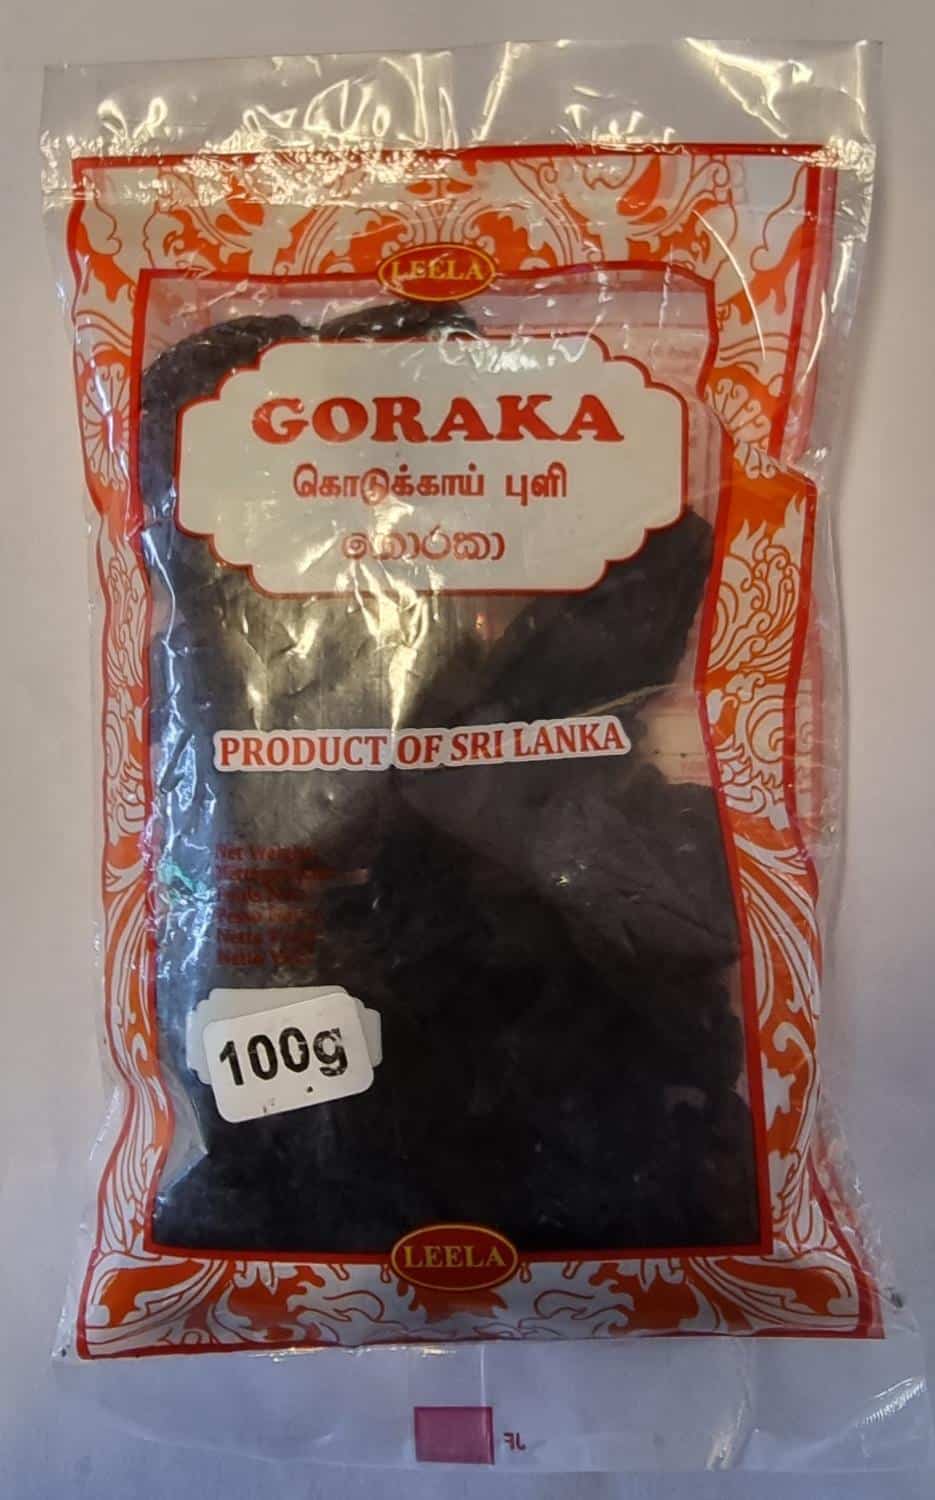 LEELA
GORAKA
கொடுக்காய் புளி
ගොරකා
PRODUCT OF SRI LANKA
Net Weight
100g
LEELA